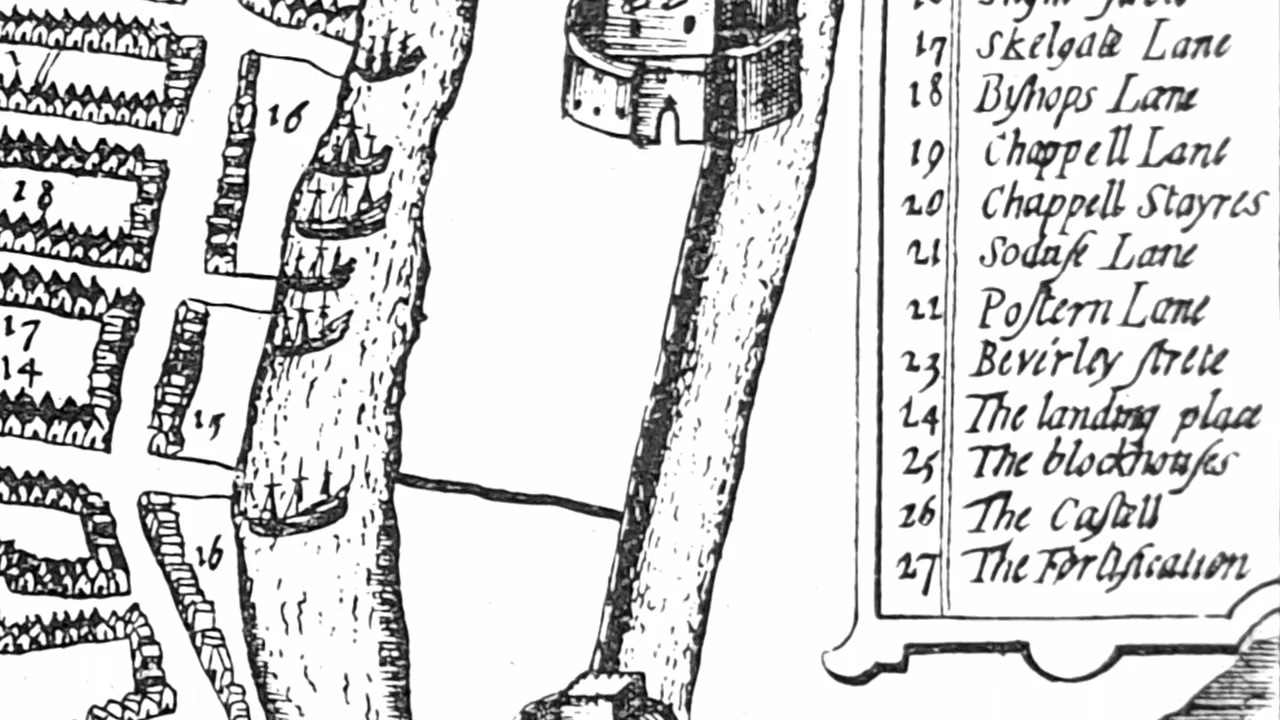 17 Skelgate Lane
18 Byshops Lane
19 Chappell Lane
20 Chappell Stayres
21 Lane
22 Postern Lane
23 Beverley strete
24 The landing place
25 The blockhouses
26 The Castell
27 The Fortification
16
18
17
14
15
16